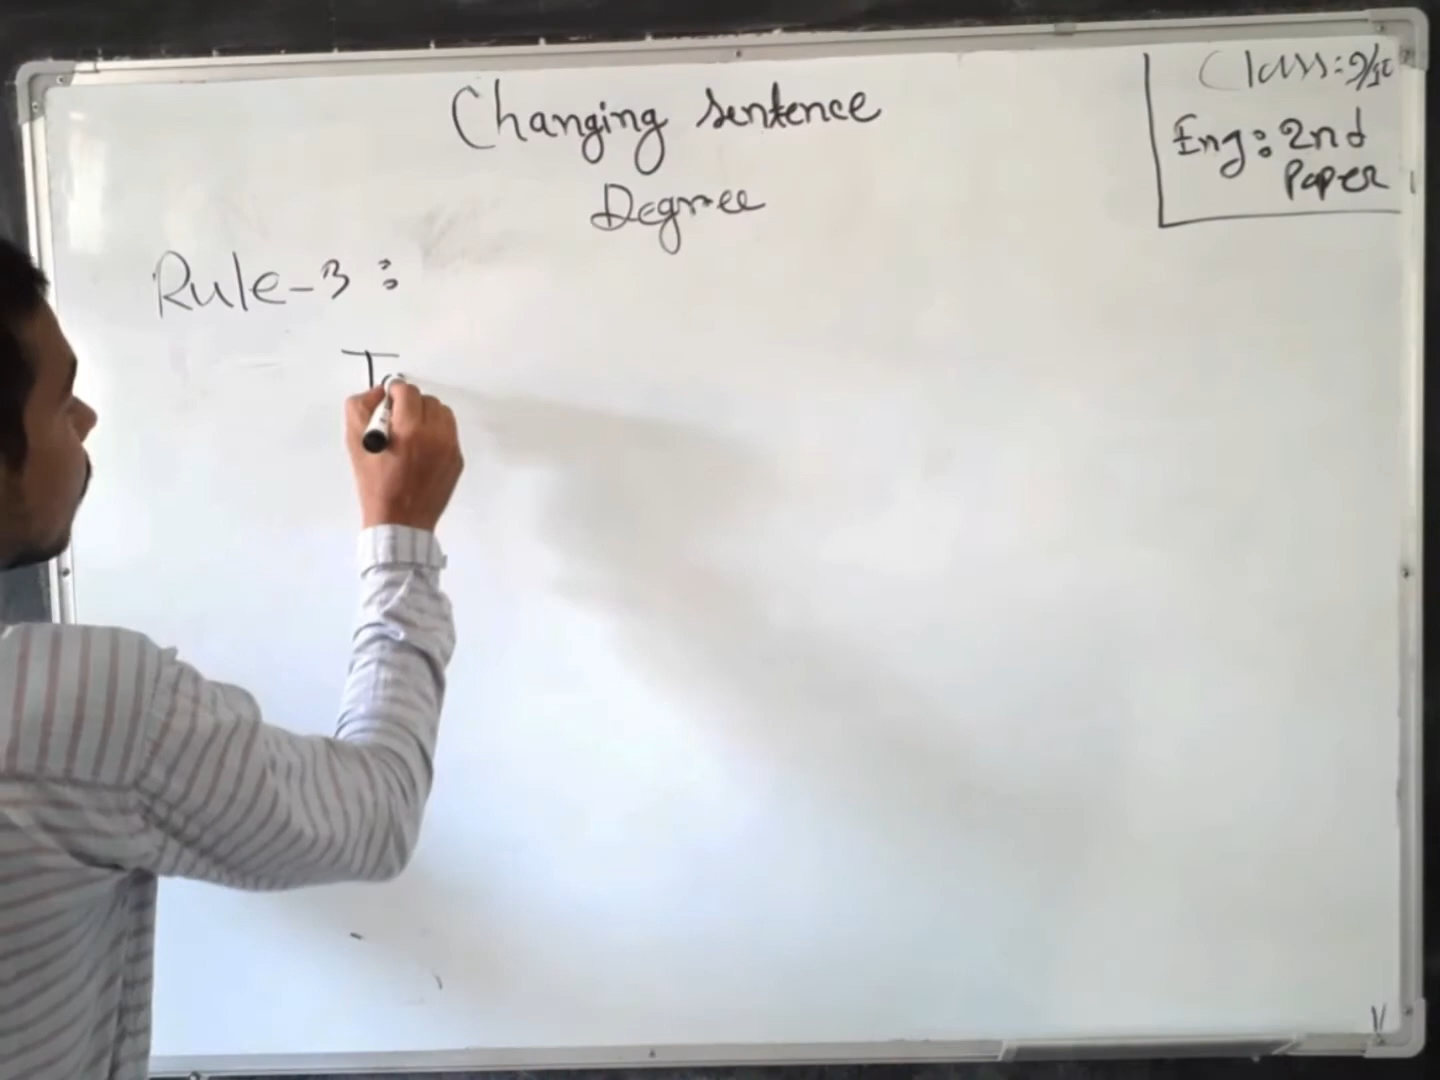 Changing sentence
Degree
Class: 9/10
Eng: 2nd
Paper
Rule-3: